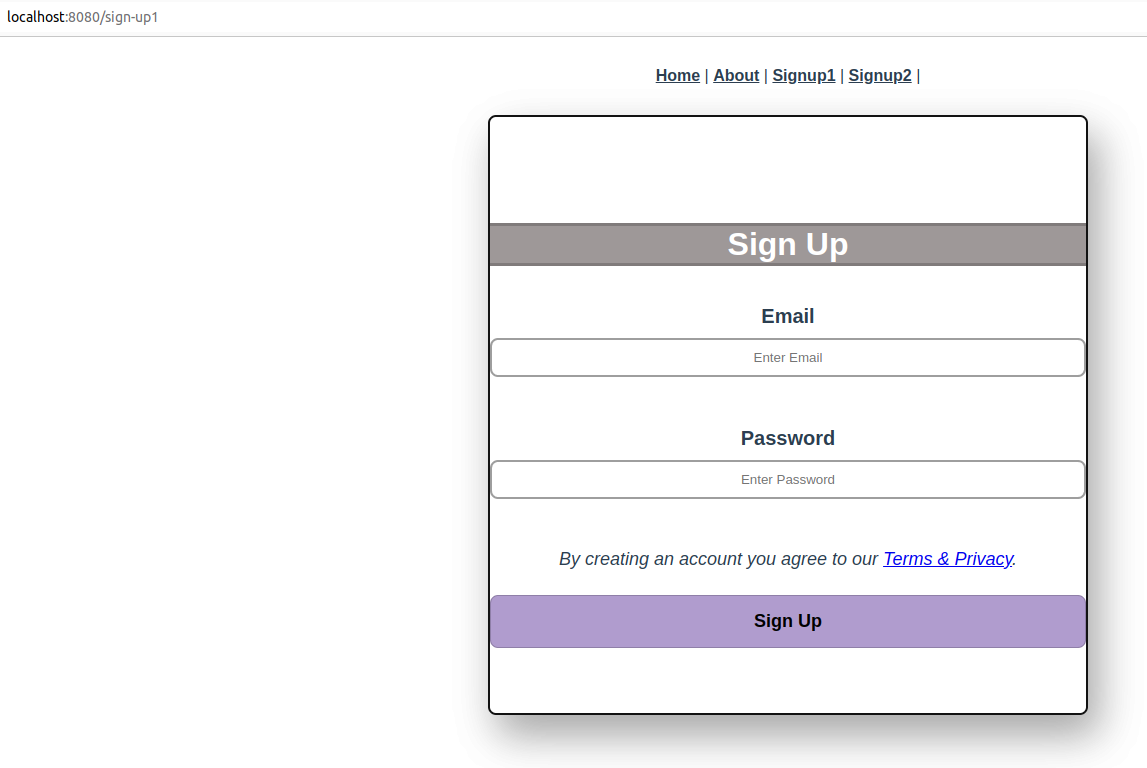 localhost:8080/sign-up1
Home | About | Signup1 | Signup2 |
Sign Up
Email
Enter Email
Password
Enter Password
By creating an account you agree to our Terms & Privacy.
Sign Up